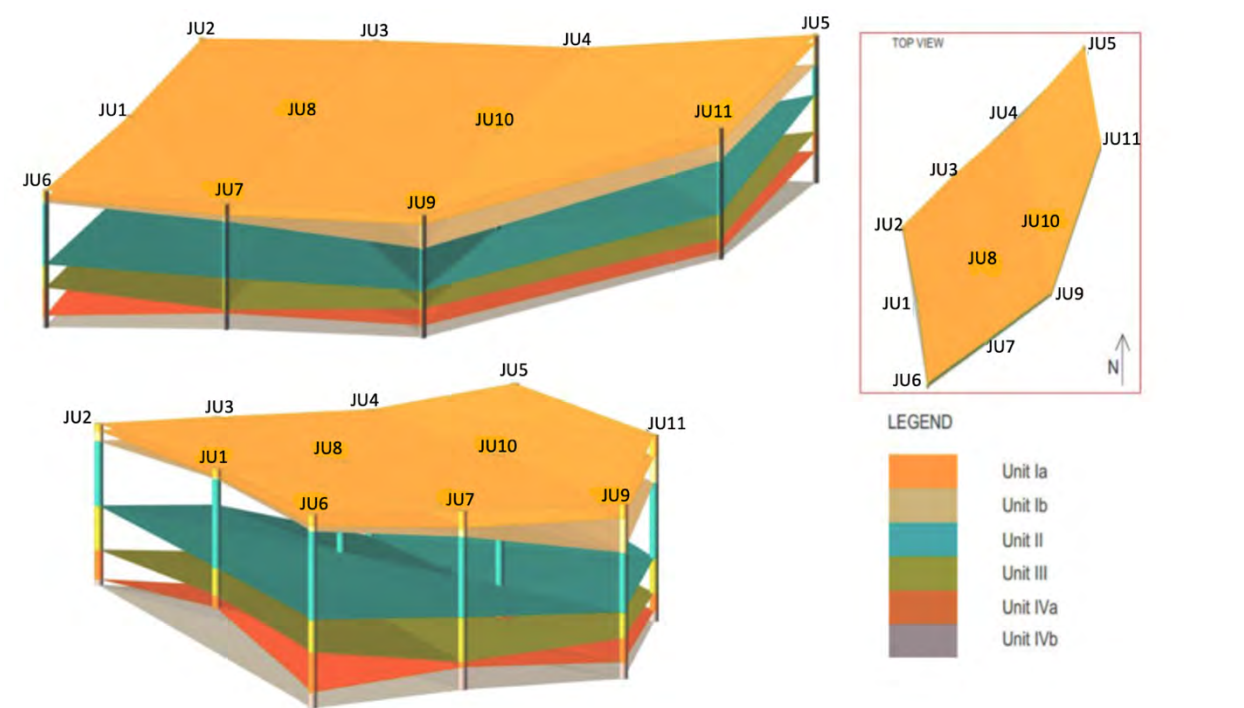 JU2
JU3
JU4
JU5
JU1
JU8
JU10
JU11
JU6
JU7
JU9
TOP VIEW
JU5
JU4
JU11
JU3
JU2
JU10
JU8
JU1
JU9
JU7
JU6
N
JU5
JU2
JU3
JU4
JU11
JU1
JU8
JU10
JU6
JU7
JU9
LEGEND
Unit Ia
Unit Ib
Unit II
Unit III
Unit IVa
Unit IVb